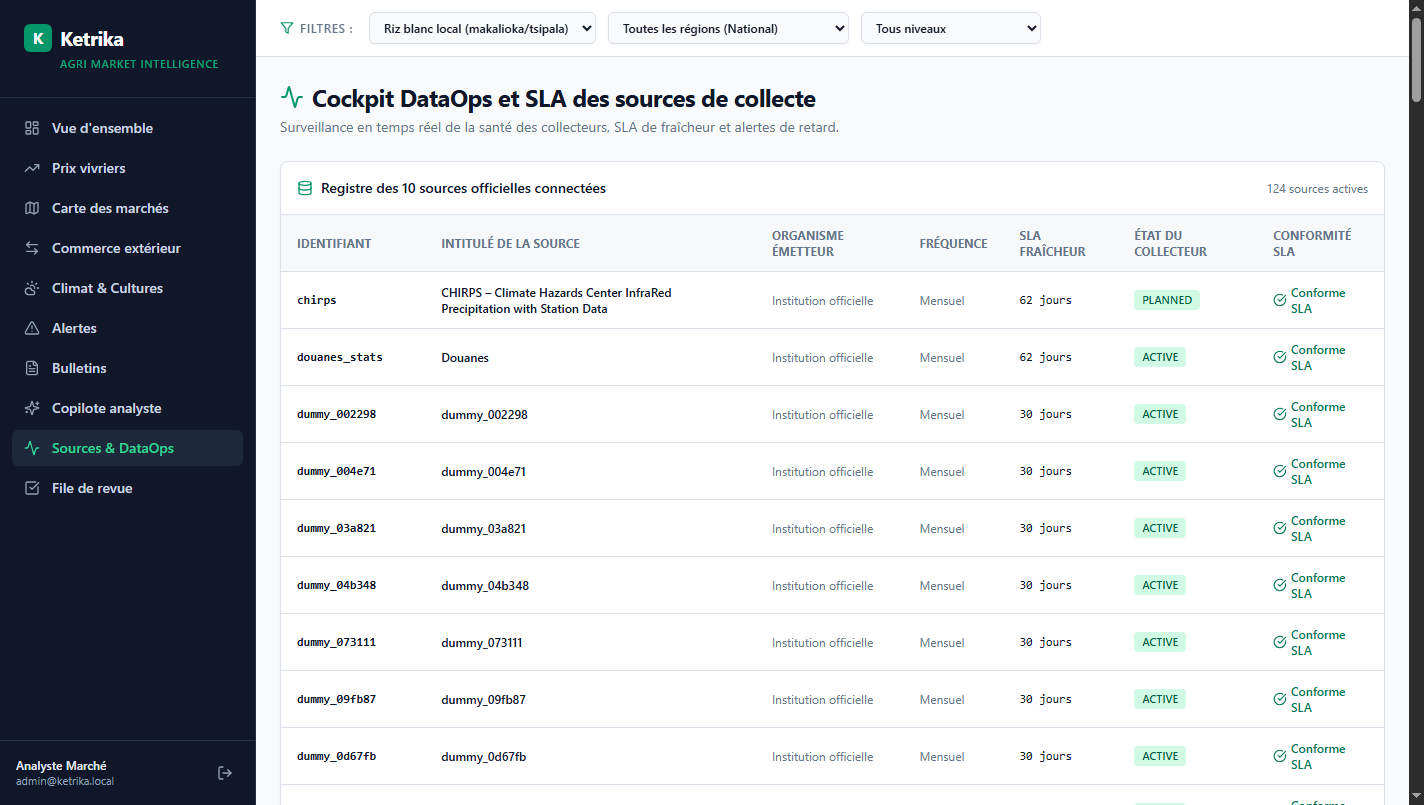 K Ketrika
AGRI MARKET INTELLIGENCE
Vue d'ensemble
Prix vivriers
Carte des marchés
Commerce extérieur
Climat & Cultures
Alertes
Bulletins
Copilote analyste
Sources & DataOps
File de revue
Analyste Marché
admin@ketrika.local
FILTRES : Riz blanc local (makalioka/tsipala) Toutes les régions (National) Tous niveaux
Cockpit DataOps et SLA des sources de collecte
Surveillance en temps réel de la santé des collecteurs, SLA de fraîcheur et alertes de retard.
Registre des 10 sources officielles connectées 124 sources actives
IDENTIFIANT INTITULÉ DE LA SOURCE ORGANISME ÉMETTEUR FRÉQUENCE SLA FRAÎCHEUR ÉTAT DU COLLECTEUR CONFORMITÉ SLA
chirps CHIRPS – Climate Hazards Center InfraRed Precipitation with Station Data Institution officielle Mensuel 62 jours PLANNED Conforme SLA
douanes_stats Douanes Institution officielle Mensuel 62 jours ACTIVE Conforme SLA
dummy_002298 dummy_002298 Institution officielle Mensuel 30 jours ACTIVE Conforme SLA
dummy_004e71 dummy_004e71 Institution officielle Mensuel 30 jours ACTIVE Conforme SLA
dummy_03a821 dummy_03a821 Institution officielle Mensuel 30 jours ACTIVE Conforme SLA
dummy_04b348 dummy_04b348 Institution officielle Mensuel 30 jours ACTIVE Conforme SLA
dummy_073111 dummy_073111 Institution officielle Mensuel 30 jours ACTIVE Conforme SLA
dummy_09fb87 dummy_09fb87 Institution officielle Mensuel 30 jours ACTIVE Conforme SLA
dummy_0d67fb dummy_0d67fb Institution officielle Mensuel 30 jours ACTIVE Conforme SLA